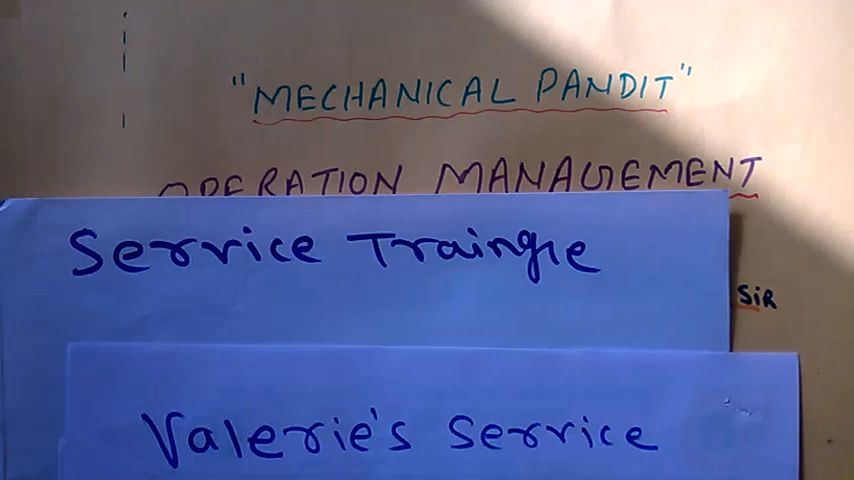 "MECHANICAL PANDIT"
OPERATION MANAGEMENT
Service Traingle
SiR
Valerie's Service